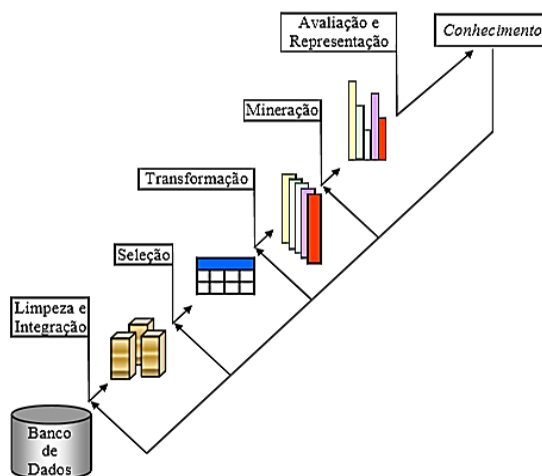 Avaliação e
Representação
Conhecimento
Mineração
Transformação
Seleção
Limpeza e
Integração
Banco
de
Dados